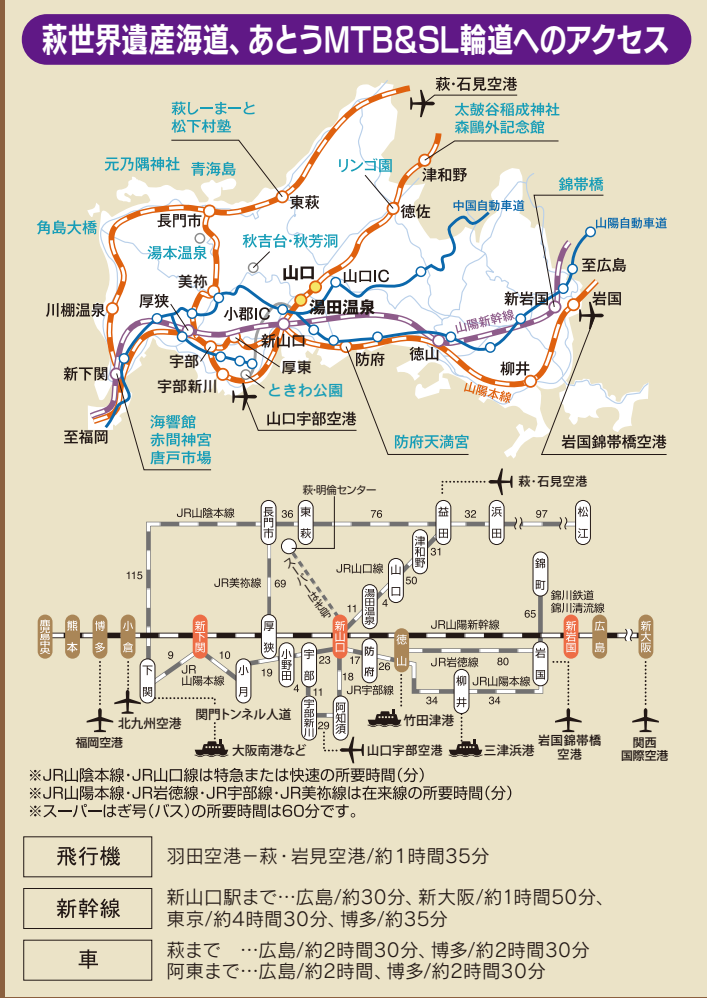 萩世界遺産海道、あとうMTB&SL輪道へのアクセス
萩・石見空港
萩しーまーと
松下村塾
太皷谷稲成神社
森鷗外記念館
元乃隅神社
青海島
リンゴ園
津和野
錦帯橋
東萩
徳佐
中国自動車道
長門市
角島大橋
山陽自動車道
湯本温泉
秋吉台・秋芳洞
至広島
山口
山口IC
美祢
厚狭
小郡IC
湯田温泉
新岩国
岩国
川棚温泉
山陽新幹線
新山口
宇部
厚東
防府
徳山
新下関
宇部新川
ときわ公園
柳井
山陽本線
至福岡
海響館
赤間神宮
唐戸市場
山口宇部空港
防府天満宮
岩国錦帯橋空港
萩・石見空港
萩・明倫センター
JR山陰本線
長門市
36
東萩
76
益田
32
浜田
97
松江
スーパーはぎ号
津和野
31
JR山口線
50
山口
錦町
115
JR美祢線
69
4
湯田温泉
11
65
錦川鉄道
錦川清流線
鹿児島中央
熊本
博多
小倉
新下関
厚狭
新山口
JR山陽新幹線
徳山
新岩国
広島
新大阪
9
10
19
小野田
4
宇部
23
17
防府
26
JR岩徳線
80
岩国
下関
JR
山陽本線
小月
11
18
JR宇部線
柳井
JR山陽本線
34
34
宇部新川
29
阿知須
北九州空港
関門トンネル人道
竹田津港
福岡空港
大阪南港など
山口宇部空港
三津浜港
岩国錦帯橋
空港
関西
国際空港
※JR山陰本線・JR山口線は特急または快速の所要時間(分)
※JR山陽本線・JR岩徳線・JR宇部線・JR美祢線は在来線の所要時間(分)
※スーパーはぎ号(バス)の所要時間は60分です。
飛行機
羽田空港−萩・岩見空港/約1時間35分
新幹線
新山口駅まで…広島/約30分、新大阪/約1時間50分、
東京/約4時間30分、博多/約35分
車
萩まで …広島/約2時間30分、博多/約2時間30分
阿東まで…広島/約2時間、博多/約2時間30分